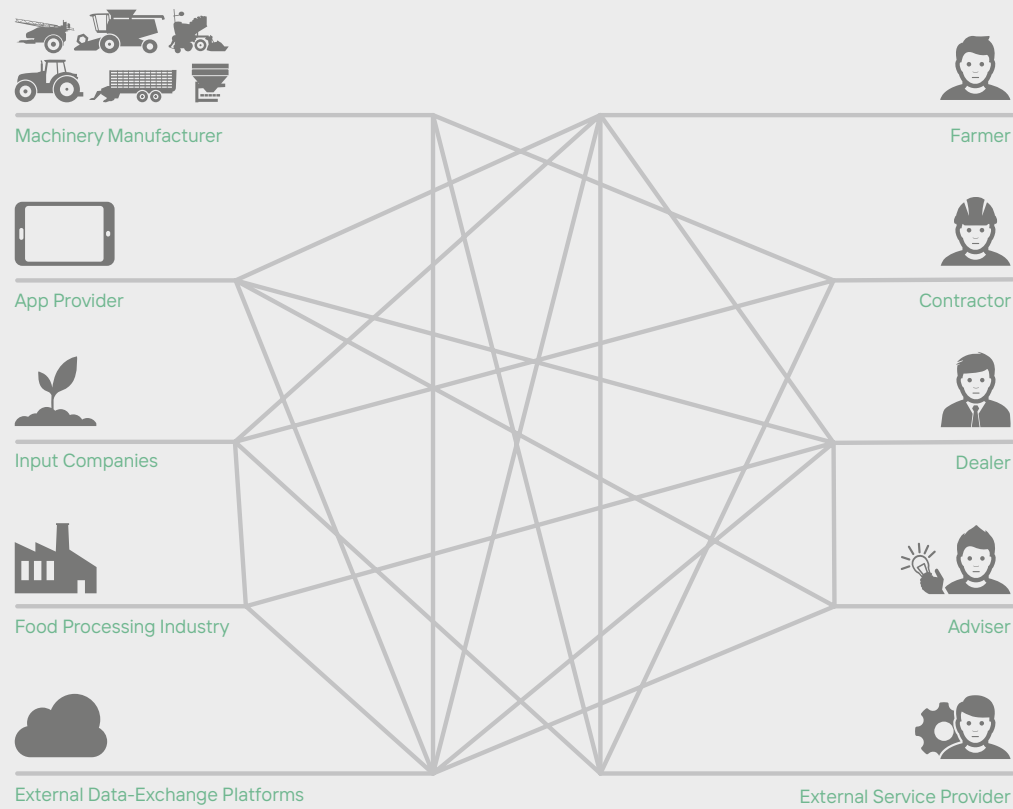 Machinery Manufacturer
Farmer
App Provider
Contractor
Input Companies
Dealer
Food Processing Industry
Adviser
External Data-Exchange Platforms
External Service Provider